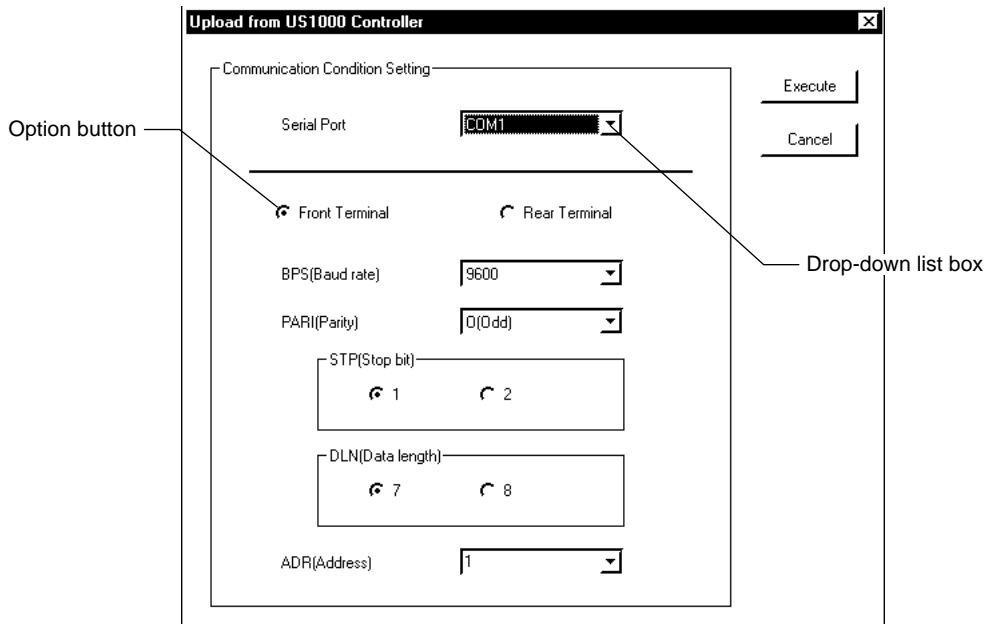 Upload from US1000 Controller
Communication Condition Setting
Execute
Serial Port
COM1
Option button
Cancel
Front Terminal
Rear Terminal
Drop-down list box
BPS(Baud rate)
9600
PARI(Parity)
O(Odd)
STP(Stop bit)
1
2
DLN(Data length)
7
8
ADR(Address)
1